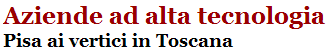 Aziende ad alta tecnologia
Pisa ai vertici in Toscana